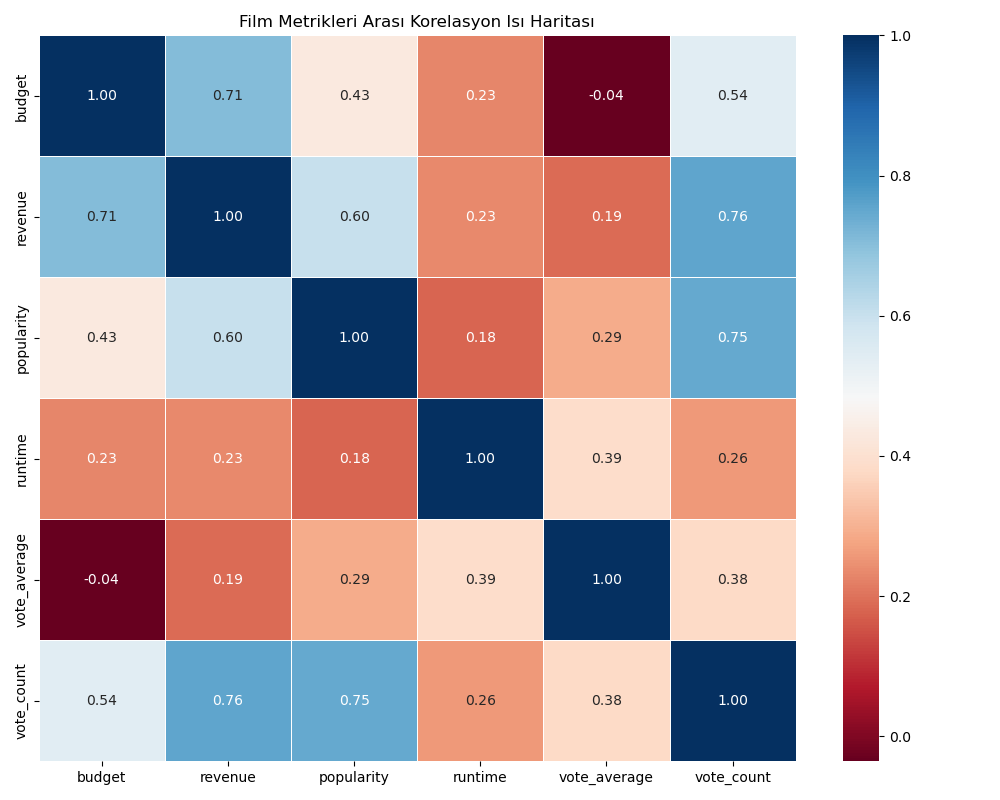 Film Metrikleri Arası Korelasyon Isı Haritası
budget 1.00 0.71 0.43 0.23 -0.04 0.54
revenue 0.71 1.00 0.60 0.23 0.19 0.76
popularity 0.43 0.60 1.00 0.18 0.29 0.75
runtime 0.23 0.23 0.18 1.00 0.39 0.26
vote_average -0.04 0.19 0.29 0.39 1.00 0.38
vote_count 0.54 0.76 0.75 0.26 0.38 1.00
budget revenue popularity runtime vote_average vote_count
1.0
0.8
0.6
0.4
0.2
0.0